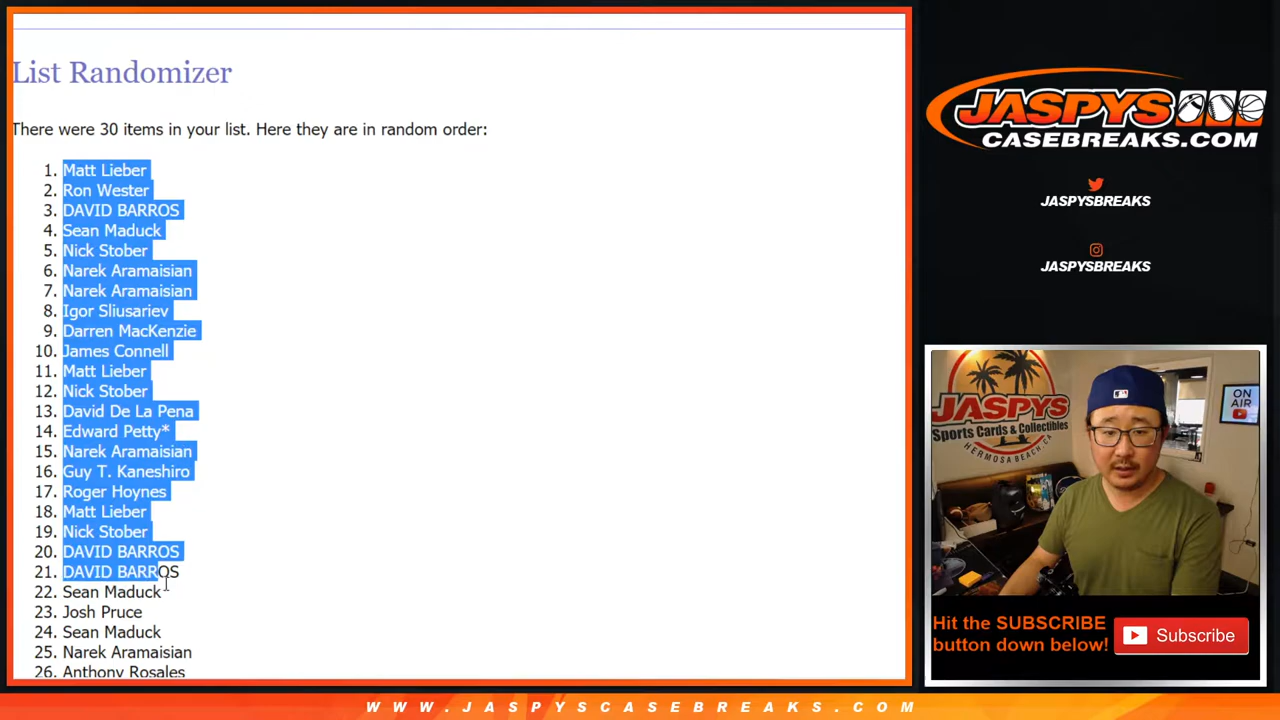 List Randomizer
There were 30 items in your list. Here they are in random order:
1. Matt Lieber
2. Ron Wester
3. DAVID BARROS
4. Sean Maduck
5. Nick Stober
6. Narek Aramaisian
7. Narek Aramaisian
8. Igor Sliusariev
9. Darren MacKenzie
10. James Connell
11. Matt Lieber
12. Nick Stober
13. David De La Pena
14. Edward Petty*
15. Narek Aramaisian
16. Guy T. Kaneshiro
17. Roger Hoynes
18. Matt Lieber
19. Nick Stober
20. DAVID BARROS
21. DAVID BARROS
22. Sean Maduck
23. Josh Pruce
24. Sean Maduck
25. Narek Aramaisian
26. Anthony Rosales
JASPYS
CASEBREAKS.COM
JASPYSBREAKS
JASPYSBREAKS
JASPYS
Sports Cards & Collectibles
HERMOSA BEACH, CA
ON
AIR
Hit the SUBSCRIBE
button down below!
Subscribe
WWW.JASPYSCASEBREAKS.COM